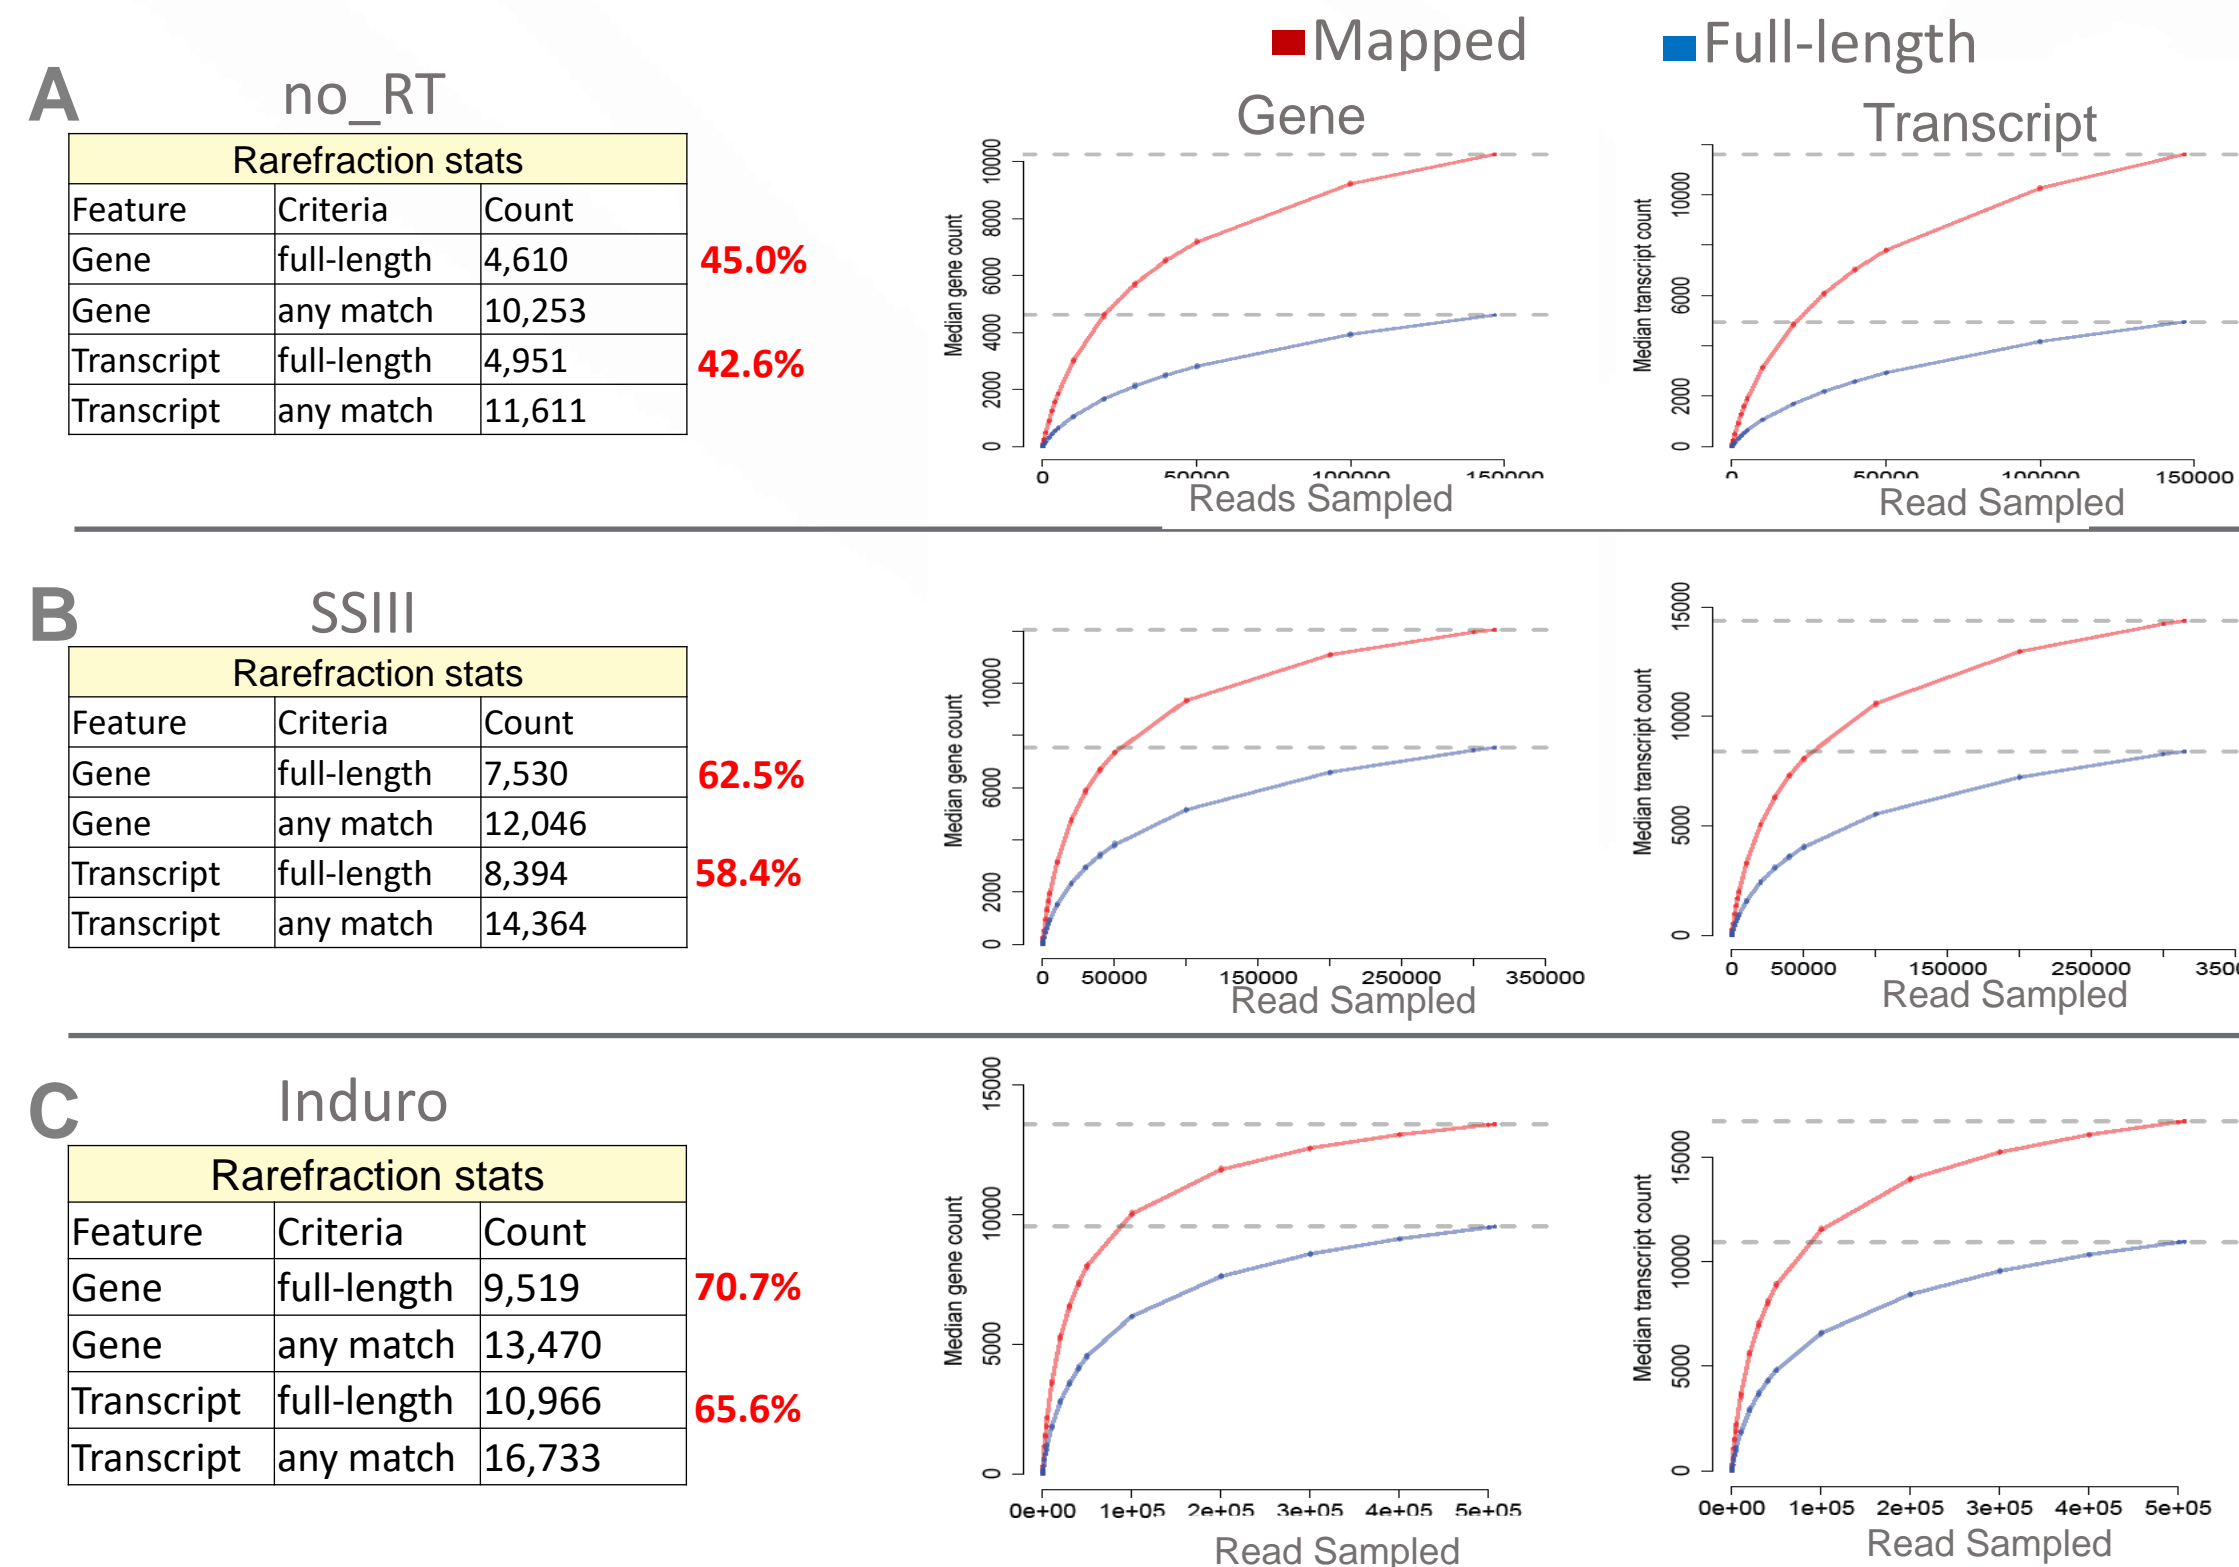 Mapped
Full-length
A
no_RT
Rarefraction stats
Feature Criteria Count
Gene full-length 4,610
45.0%
Gene any match 10,253
Transcript full-length 4,951
42.6%
Transcript any match 11,611
Gene
Median gene count
0 2000 4000 6000 8000 10000
0 50000 100000 150000
Reads Sampled
Transcript
Median transcript count
0 2000 6000 10000
0 50000 100000 150000
Read Sampled
B
SSIII
Rarefraction stats
Feature Criteria Count
Gene full-length 7,530
62.5%
Gene any match 12,046
Transcript full-length 8,394
58.4%
Transcript any match 14,364
Median gene count
0 2000 6000 10000
0 50000 150000 250000 350000
Read Sampled
Median transcript count
0 5000 10000 15000
0 50000 150000 250000
Read Sampled
C
Induro
Rarefraction stats
Feature Criteria Count
Gene full-length 9,519
70.7%
Gene any match 13,470
Transcript full-length 10,966
65.6%
Transcript any match 16,733
Median gene count
0 5000 10000 15000
0e+00 1e+05 2e+05 3e+05 4e+05 5e+05
Read Sampled
Median transcript count
0 5000 10000 15000
0e+00 1e+05 2e+05 3e+05 4e+05 5e+05
Read Sampled